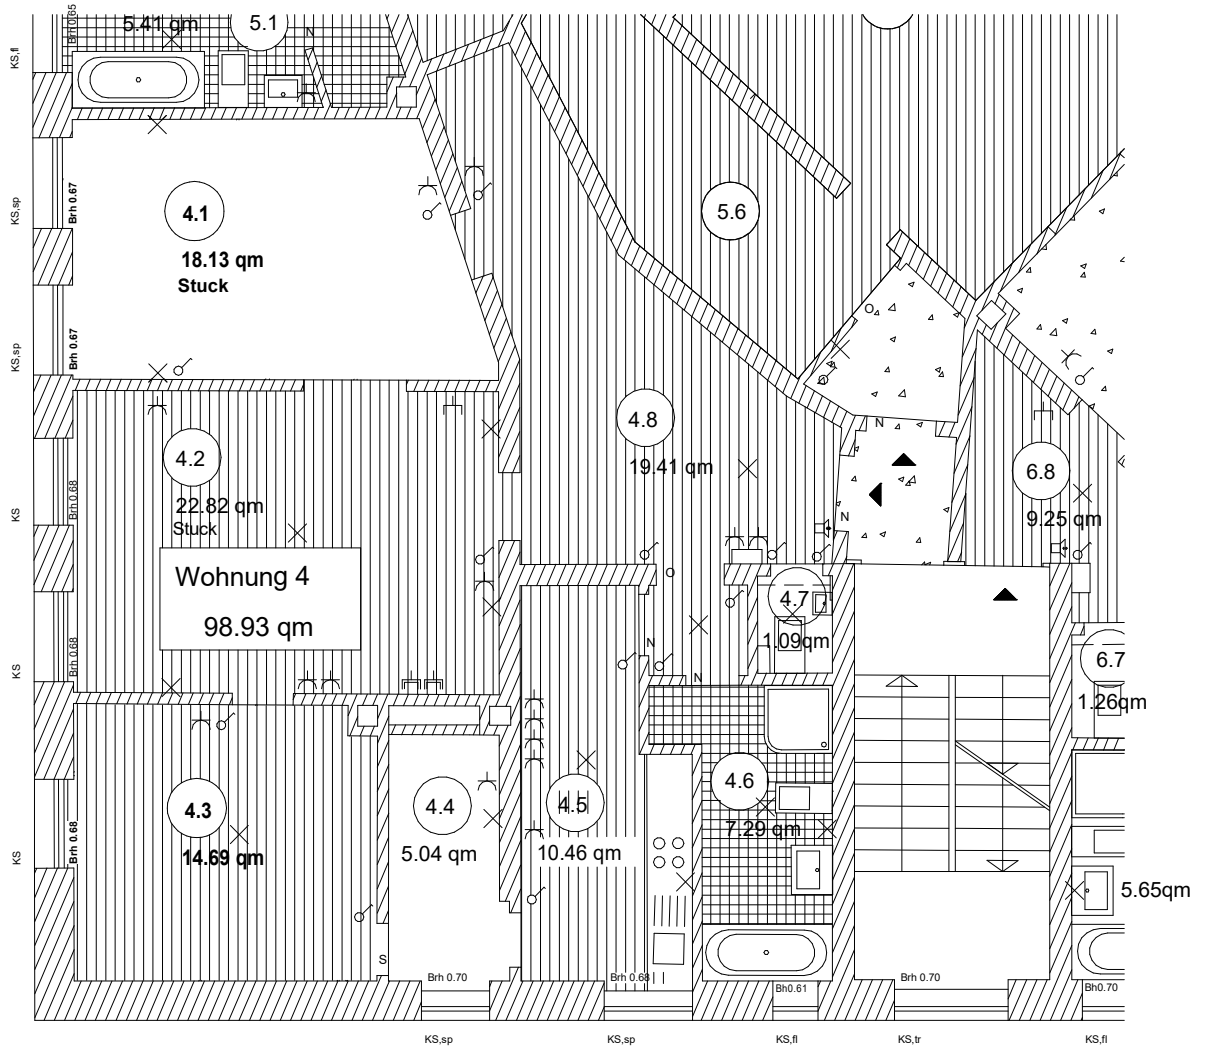 5.41 qm
5.1
N
Brh 0.65
KS,fl
4.1
18.13 qm
Stuck
Brh 0.67
KS,sp
5.6
O
Brh 0.67
KS,sp
4.2
22.82 qm
Stuck
Brh 0.68
KS
4.8
19.41 qm
N
N
6.8
9.25 qm
Wohnung 4
98.93 qm
O
4.7
1.09qm
N
N
Brh 0.68
KS
6.7
1.26qm
4.3
14.69 qm
Brh 0.68
KS
4.4
5.04 qm
4.5
10.46 qm
4.6
7.29 qm
5.65qm
S
Brh 0.70
Brh 0.68
Bh0.61
Brh 0.70
Bh0.70
KS,sp
KS,sp
KS,fl
KS,tr
KS,fl